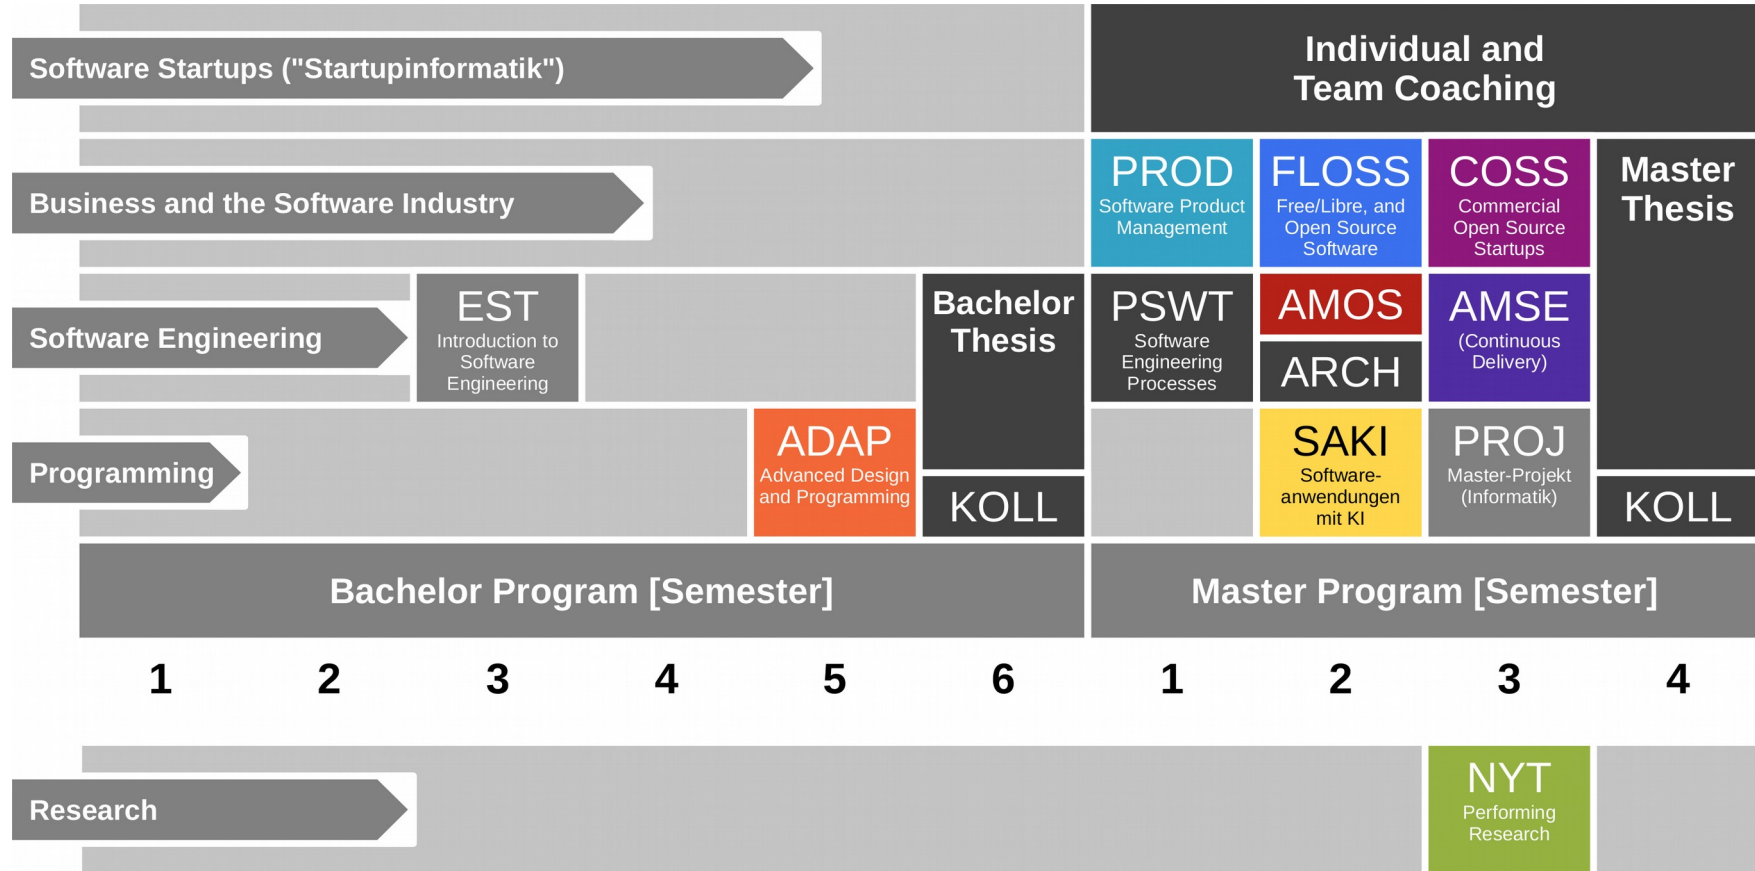 Software Startups ("Startupinformatik")
Individual and
Team Coaching
Business and the Software Industry
PROD
Software Product
Management
FLOSS
Free/Libre, and
Open Source
Software
COSS
Commercial
Open Source
Startups
Master
Thesis
Software Engineering
EST
Introduction to
Software
Engineering
Bachelor
Thesis
PSWT
Software
Engineering
Processes
AMOS
ARCH
AMSE
(Continuous
Delivery)
Programming
ADAP
Advanced Design
and Programming
KOLL
SAKI
Software-
anwendungen
mit KI
PROJ
Master-Projekt
(Informatik)
KOLL
Bachelor Program [Semester]
Master Program [Semester]
1 2 3 4 5 6 1 2 3 4
Research
NYT
Performing
Research